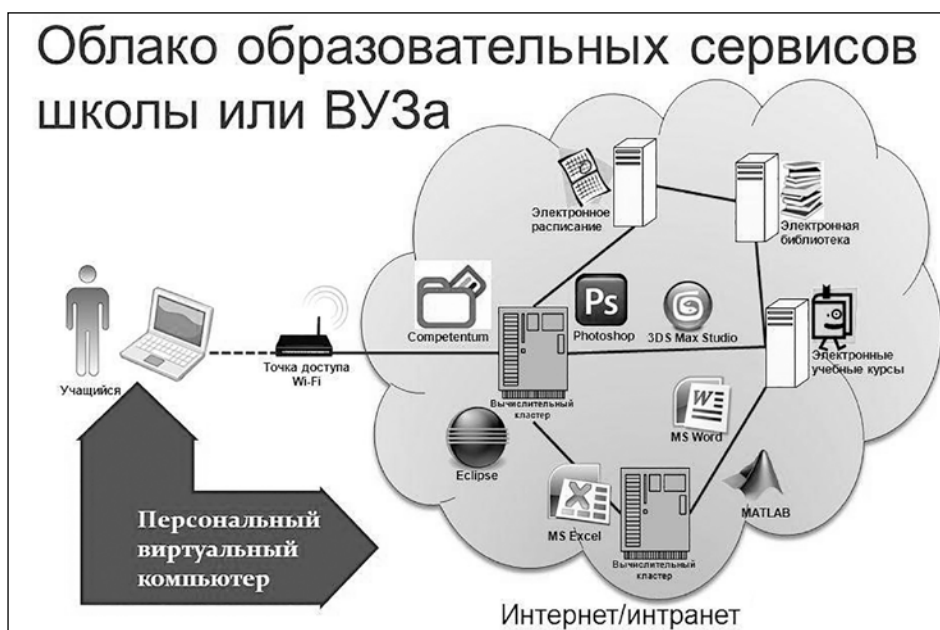 Облако образовательных сервисов
школы или ВУЗа
Электронное
расписание
Электронная
библиотека
Competentum
Ps
Photoshop
3DS Max Studio
Электронные
учебные курсы
Учащийся
Точка доступа
Wi-Fi
Вычислительный
кластер
W
MS Word
Eclipse
X
MS Excel
MATLAB
Вычислительный
кластер
Персональный
виртуальный
компьютер
Интернет/интранет